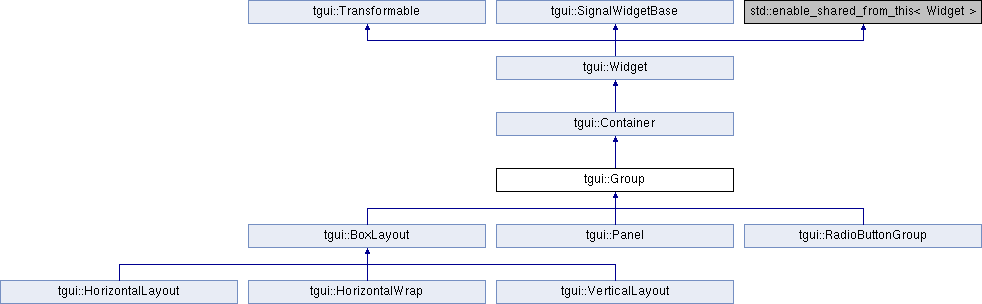 tgui::Transformable
tgui::SignalWidgetBase
std::enable_shared_from_this< Widget >
tgui::Widget
tgui::Container
tgui::Group
tgui::BoxLayout
tgui::Panel
tgui::RadioButtonGroup
tgui::HorizontalLayout
tgui::HorizontalWrap
tgui::VerticalLayout